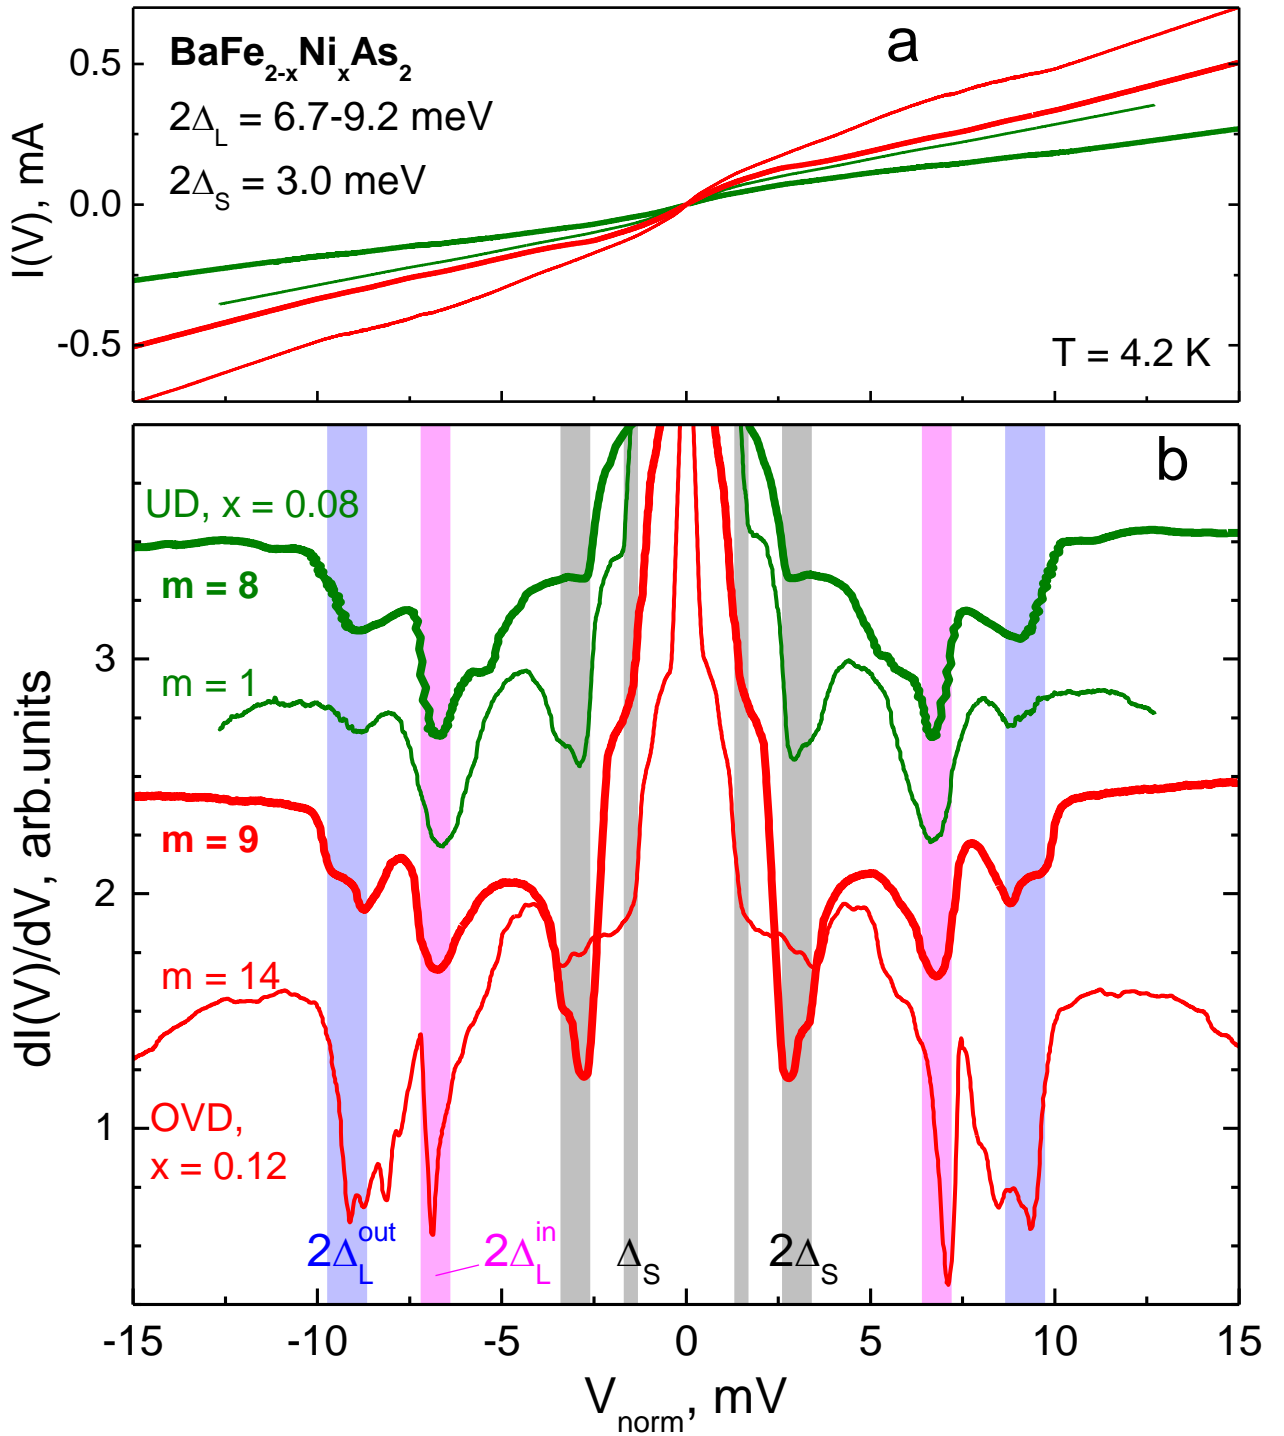 a
BaFe2-xNixAs2
2ΔL = 6.7-9.2 meV
2ΔS = 3.0 meV
T = 4.2 K
I(V), mA
0.5
0.0
-0.5
b
UD, x = 0.08
m = 8
m = 1
m = 9
m = 14
OVD,
x = 0.12
2ΔLout
2ΔLin
ΔS
2ΔS
dI(V)/dV, arb.units
3
2
1
-15 -10 -5 0 5 10 15
Vnorm, mV